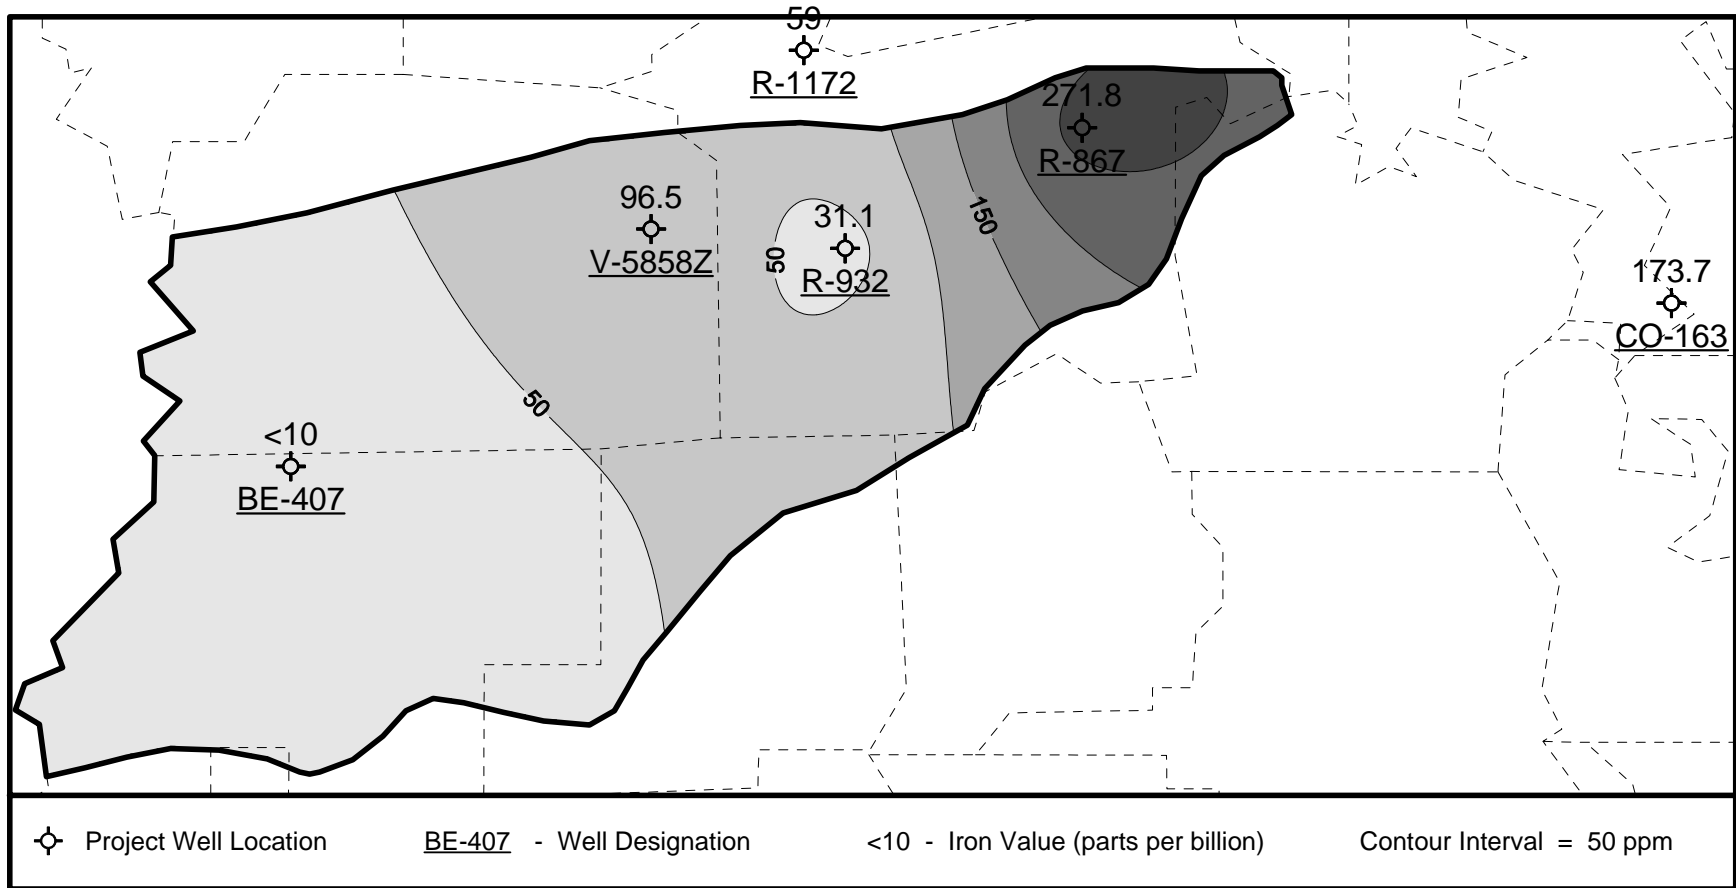 59
R-1172
271.8
R-867
96.5
V-5858Z
50
31.1
R-932
150
173.7
CO-163
50
<10
BE-407
Project Well Location
BE-407 - Well Designation
<10 - Iron Value (parts per billion)
Contour Interval = 50 ppm